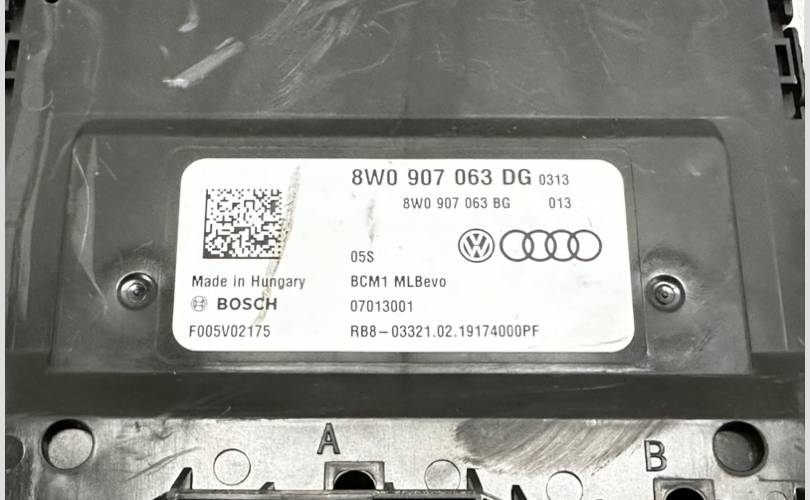 8W0 907 063 DG 0313
8W0 907 063 BG 013
05S
Made in Hungary
BCM1 MLBevo
BOSCH
07013001
F005V02175
RB8-03321.02.19174000PF
A
B